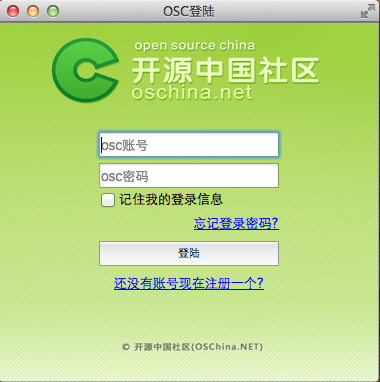 OSC登陆
open source china
开源中国社区
oschina.net
osc账号
osc密码
记住我的登录信息
忘记登录密码?
登陆
还没有账号现在注册一个?
© 开源中国社区(OSChina.NET)